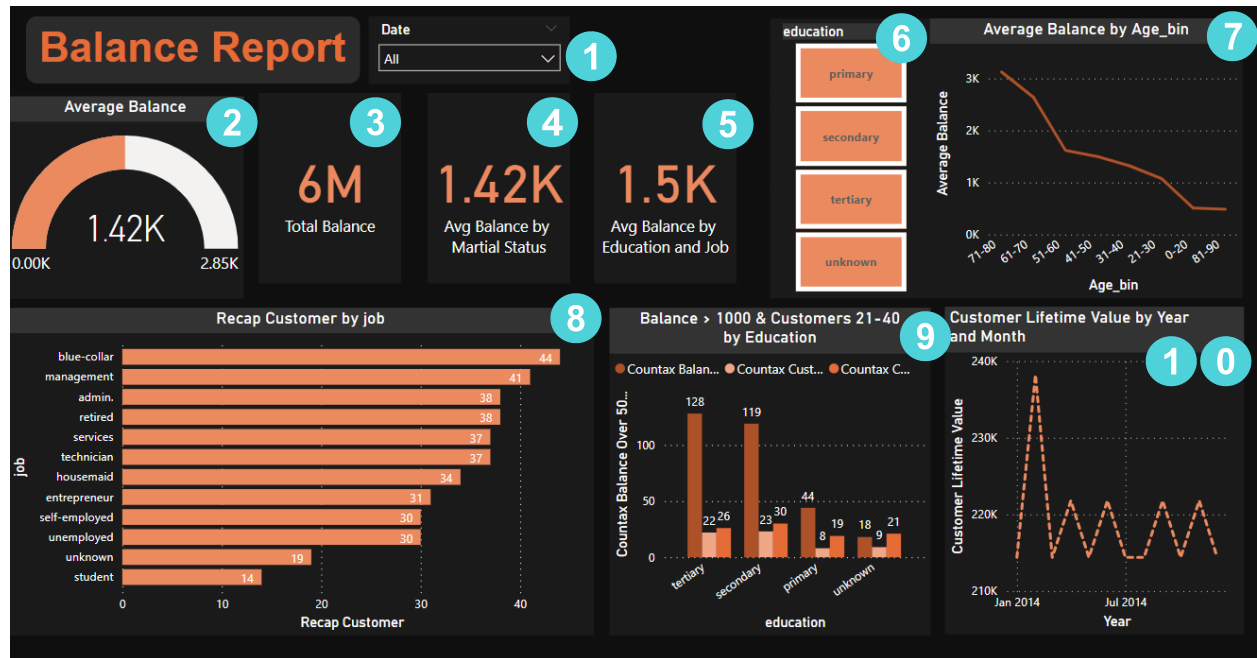 Balance Report
Date
All
1
Average Balance
2
1.42K
0.00K
2.85K
3
6M
Total Balance
4
1.42K
Avg Balance by
Martial Status
5
1.5K
Avg Balance by
Education and Job
education
6
primary
secondary
tertiary
unknown
Average Balance by Age_bin
7
Average Balance
3K
2K
1K
0K
71-80
61-70
51-60
41-50
31-40
21-30
0-20
81-90
Age_bin
Recap Customer by job
8
job
blue-collar
44
management
41
admin.
38
retired
38
services
37
technician
37
housemaid
34
entrepreneur
31
self-employed
30
unemployed
30
unknown
19
student
14
0
10
20
30
40
Recap Customer
Balance > 1000 & Customers 21-40
by Education
9
Countax Balan...
Countax Cust...
Countax C...
Countax Balance Over 50...
100
50
0
128
22
26
119
23
30
44
8
19
18
9
21
tertiary
secondary
primary
unknown
education
Customer Lifetime Value by Year
and Month
1 0
Customer Lifetime Value
240K
230K
220K
210K
Jan 2014
Jul 2014
Year